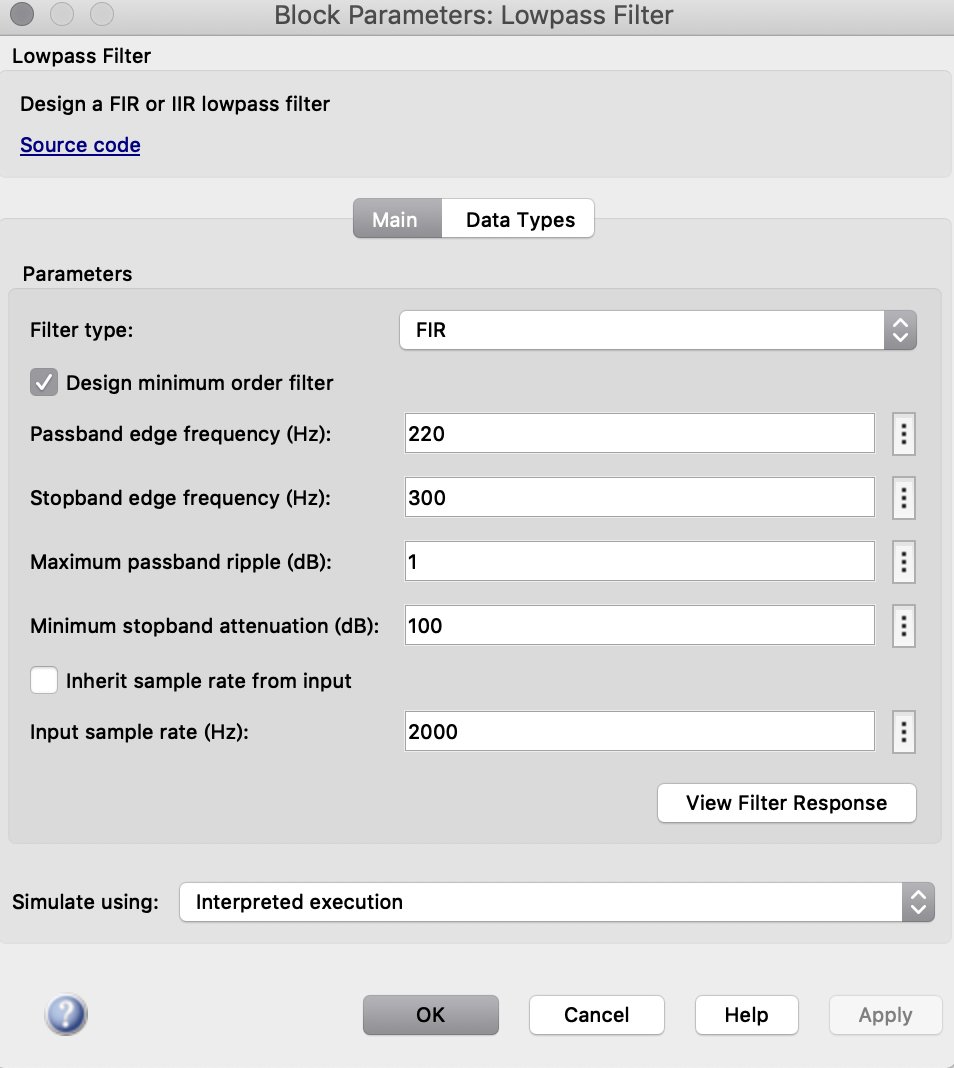 Block Parameters: Lowpass Filter
Lowpass Filter
Design a FIR or IIR lowpass filter
Source code
Main Data Types
Parameters
Filter type: FIR
Design minimum order filter
Passband edge frequency (Hz): 220
Stopband edge frequency (Hz): 300
Maximum passband ripple (dB): 1
Minimum stopband attenuation (dB): 100
Inherit sample rate from input
Input sample rate (Hz): 2000
View Filter Response
Simulate using: Interpreted execution
? OK Cancel Help Apply